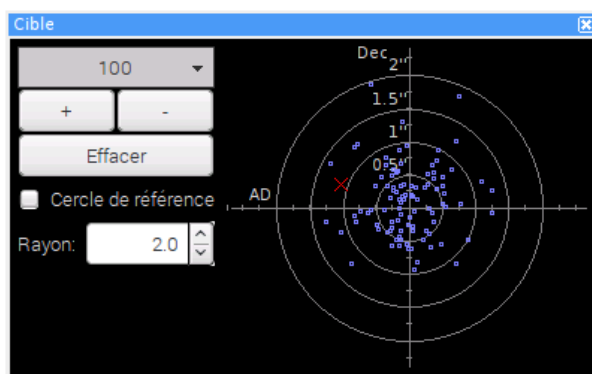 Cible
100
+ -
Effacer
Cercle de référence
Rayon: 2.0
Dec
2"
1.5"
1"
0.5"
AD